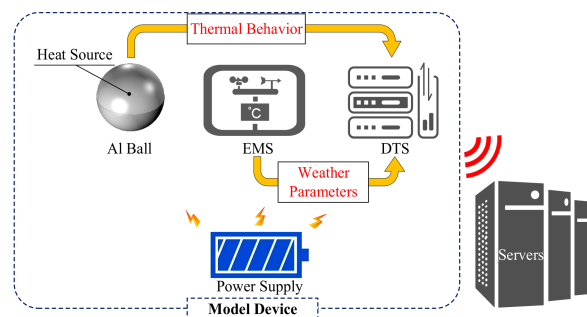 Thermal Behavior
Heat Source
°C
Al Ball
EMS
DTS
Weather
Parameters
Servers
Power Supply
Model Device